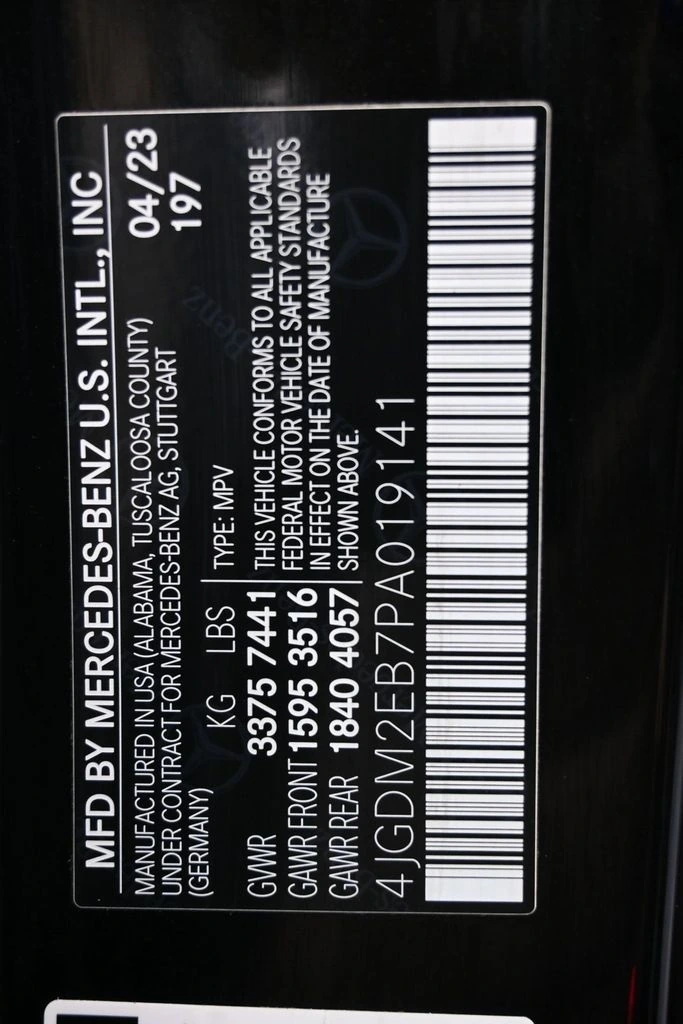 MFD BY MERCEDES-BENZ U.S. INTL., INC
MANUFACTURED IN USA (ALABAMA, TUSCALOOSA COUNTY) 04/23
UNDER CONTRACT FOR MERCEDES-BENZ AG, STUTTGART
(GERMANY) 197
KG LBS TYPE: MPV
GVWR 3375 7441 THIS VEHICLE CONFORMS TO ALL APPLICABLE
GAWR FRONT 1595 3516 FEDERAL MOTOR VEHICLE SAFETY STANDARDS
IN EFFECT ON THE DATE OF MANUFACTURE
GAWR REAR 1840 4057 SHOWN ABOVE.
4JGDM2EB7PA019141